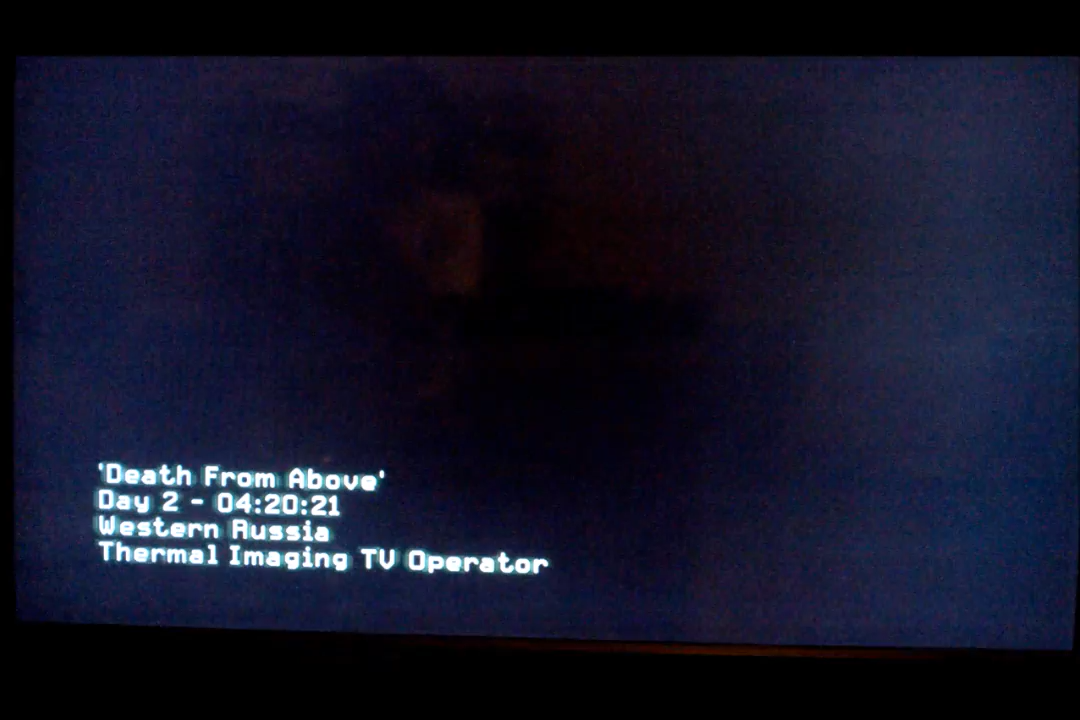 'Death From Above'
Day 2 - 04:20:21
Western Russia
Thermal Imaging TV Operator